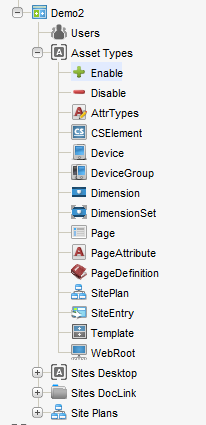 Demo2
Users
Asset Types
Enable
Disable
AttrTypes
CSElement
Device
DeviceGroup
Dimension
DimensionSet
Page
PageAttribute
PageDefinition
SitePlan
SiteEntry
Template
WebRoot
Sites Desktop
Sites DocLink
Site Plans